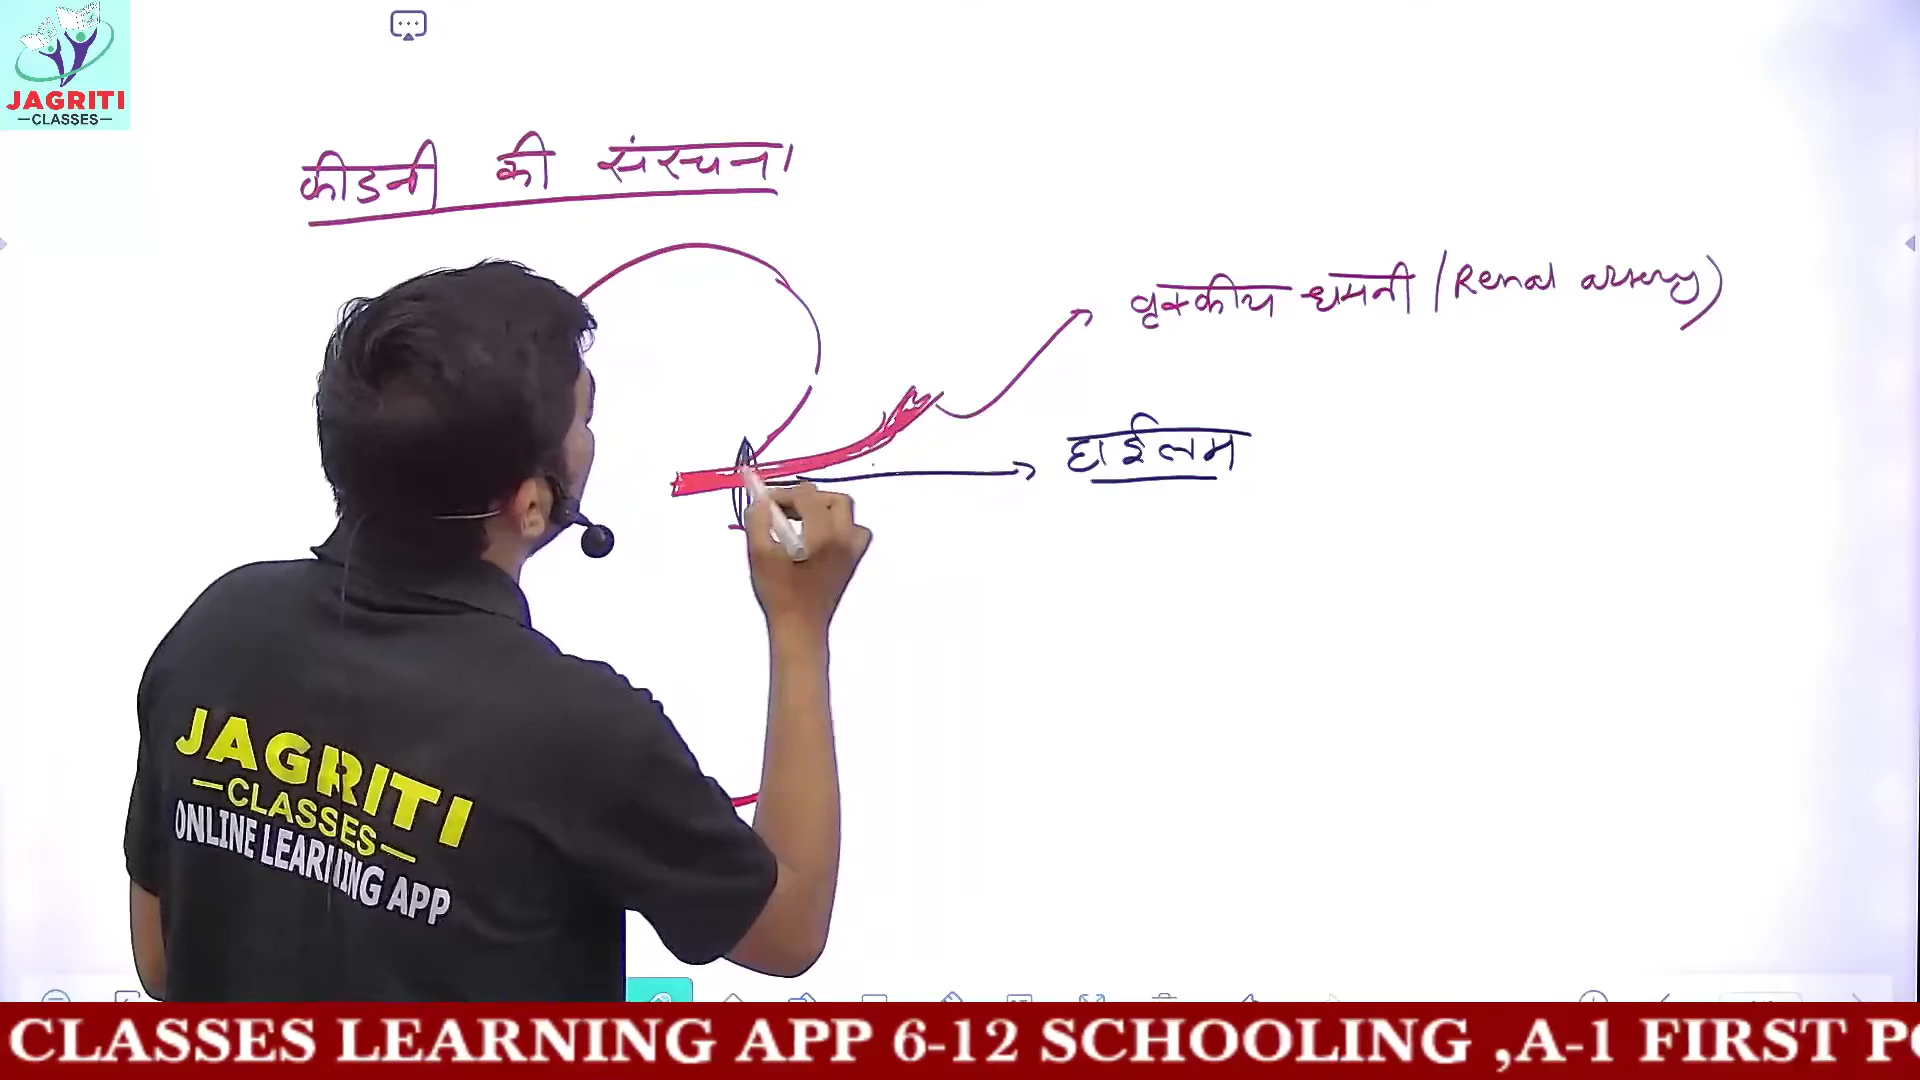 JAGRITI
CLASSES
कीडनी की संरचना
वृक्कीय धमनी / Renal artery)
हाईलम
JAGRITI
CLASSES
ONLINE LEARNING APP
CLASSES LEARNING APP 6-12 SCHOOLING ,A-1 FIRST